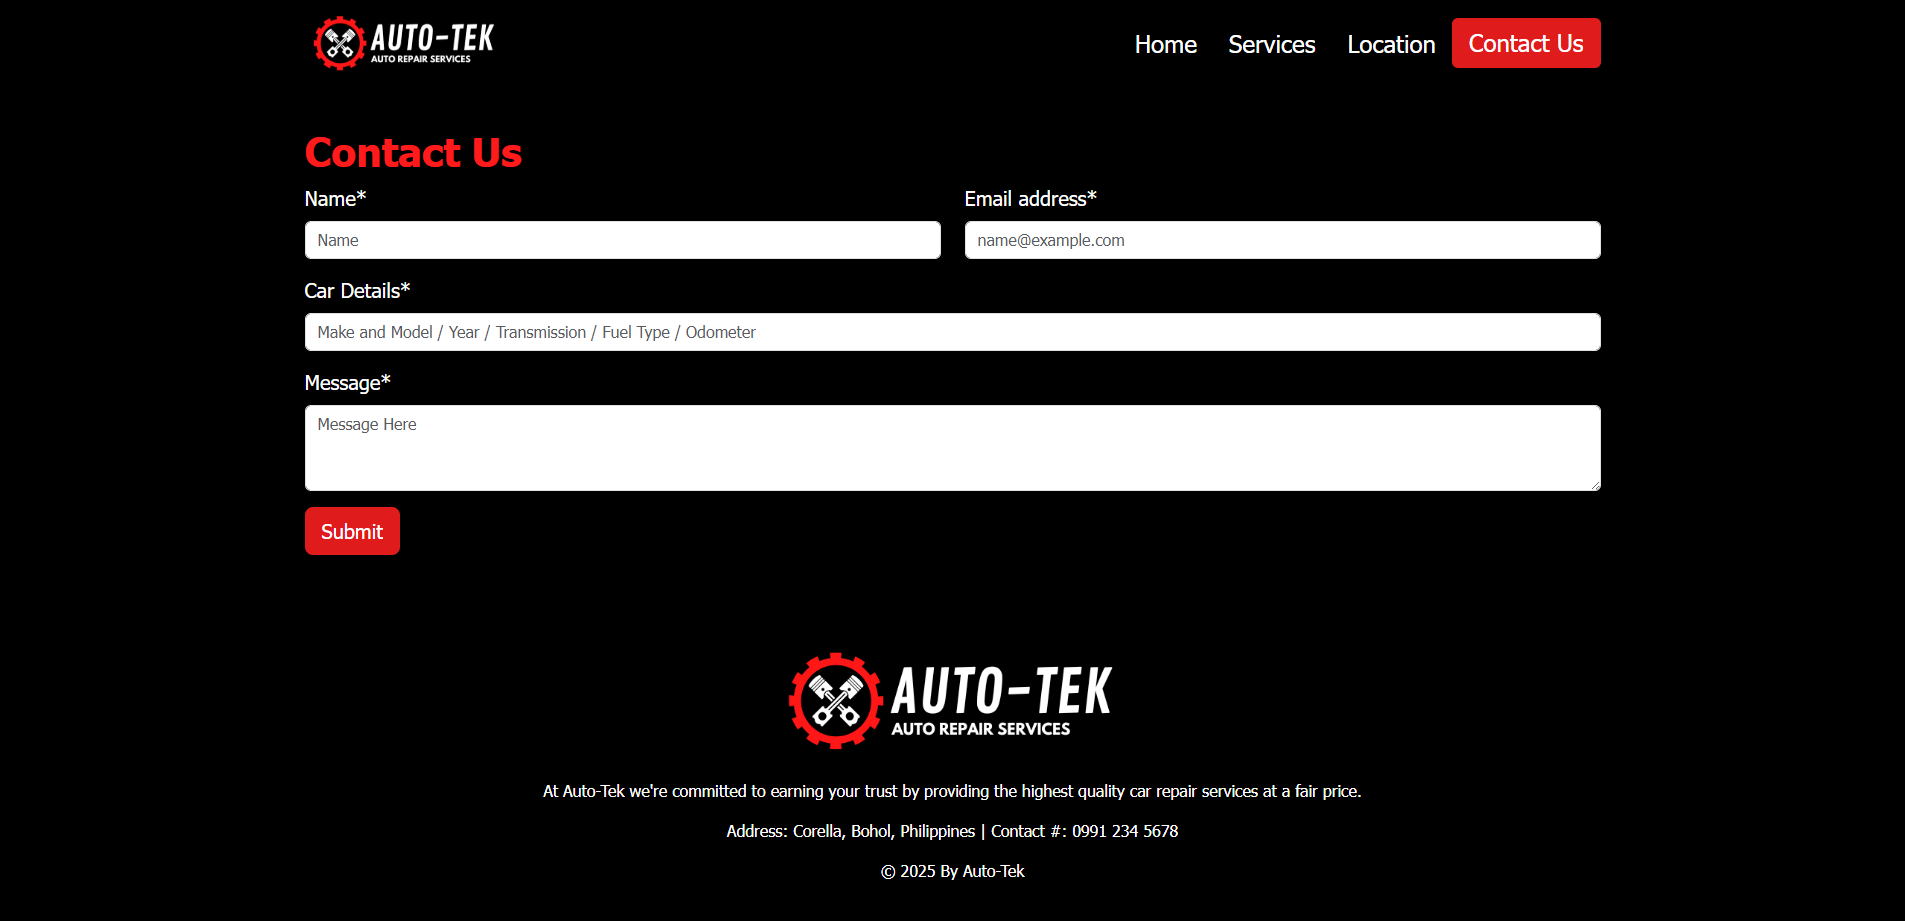 AUTO-TEK
AUTO REPAIR SERVICES
Home Services Location Contact Us
Contact Us
Name* Email address*
Name name@example.com
Car Details*
Make and Model / Year / Transmission / Fuel Type / Odometer
Message*
Message Here
Submit
AUTO-TEK
AUTO REPAIR SERVICES
At Auto-Tek we're committed to earning your trust by providing the highest quality car repair services at a fair price.
Address: Corella, Bohol, Philippines | Contact #: 0991 234 5678
© 2025 By Auto-Tek